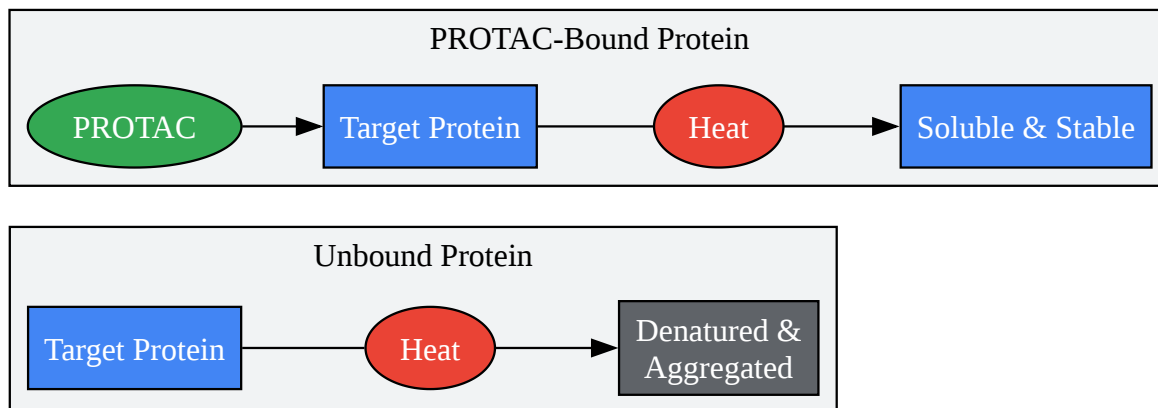 PROTAC-Bound Protein
PROTAC
Target Protein
Heat
Soluble & Stable
Unbound Protein
Target Protein
Heat
Denatured &
Aggregated